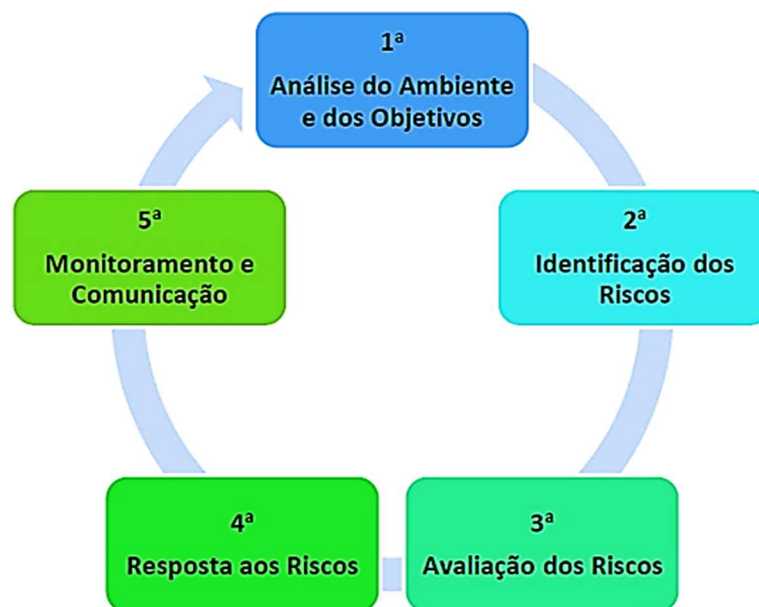 1ª
Análise do Ambiente
e dos Objetivos
2ª
Identificação dos
Riscos
3ª
Avaliação dos Riscos
4ª
Resposta aos Riscos
5ª
Monitoramento e
Comunicação